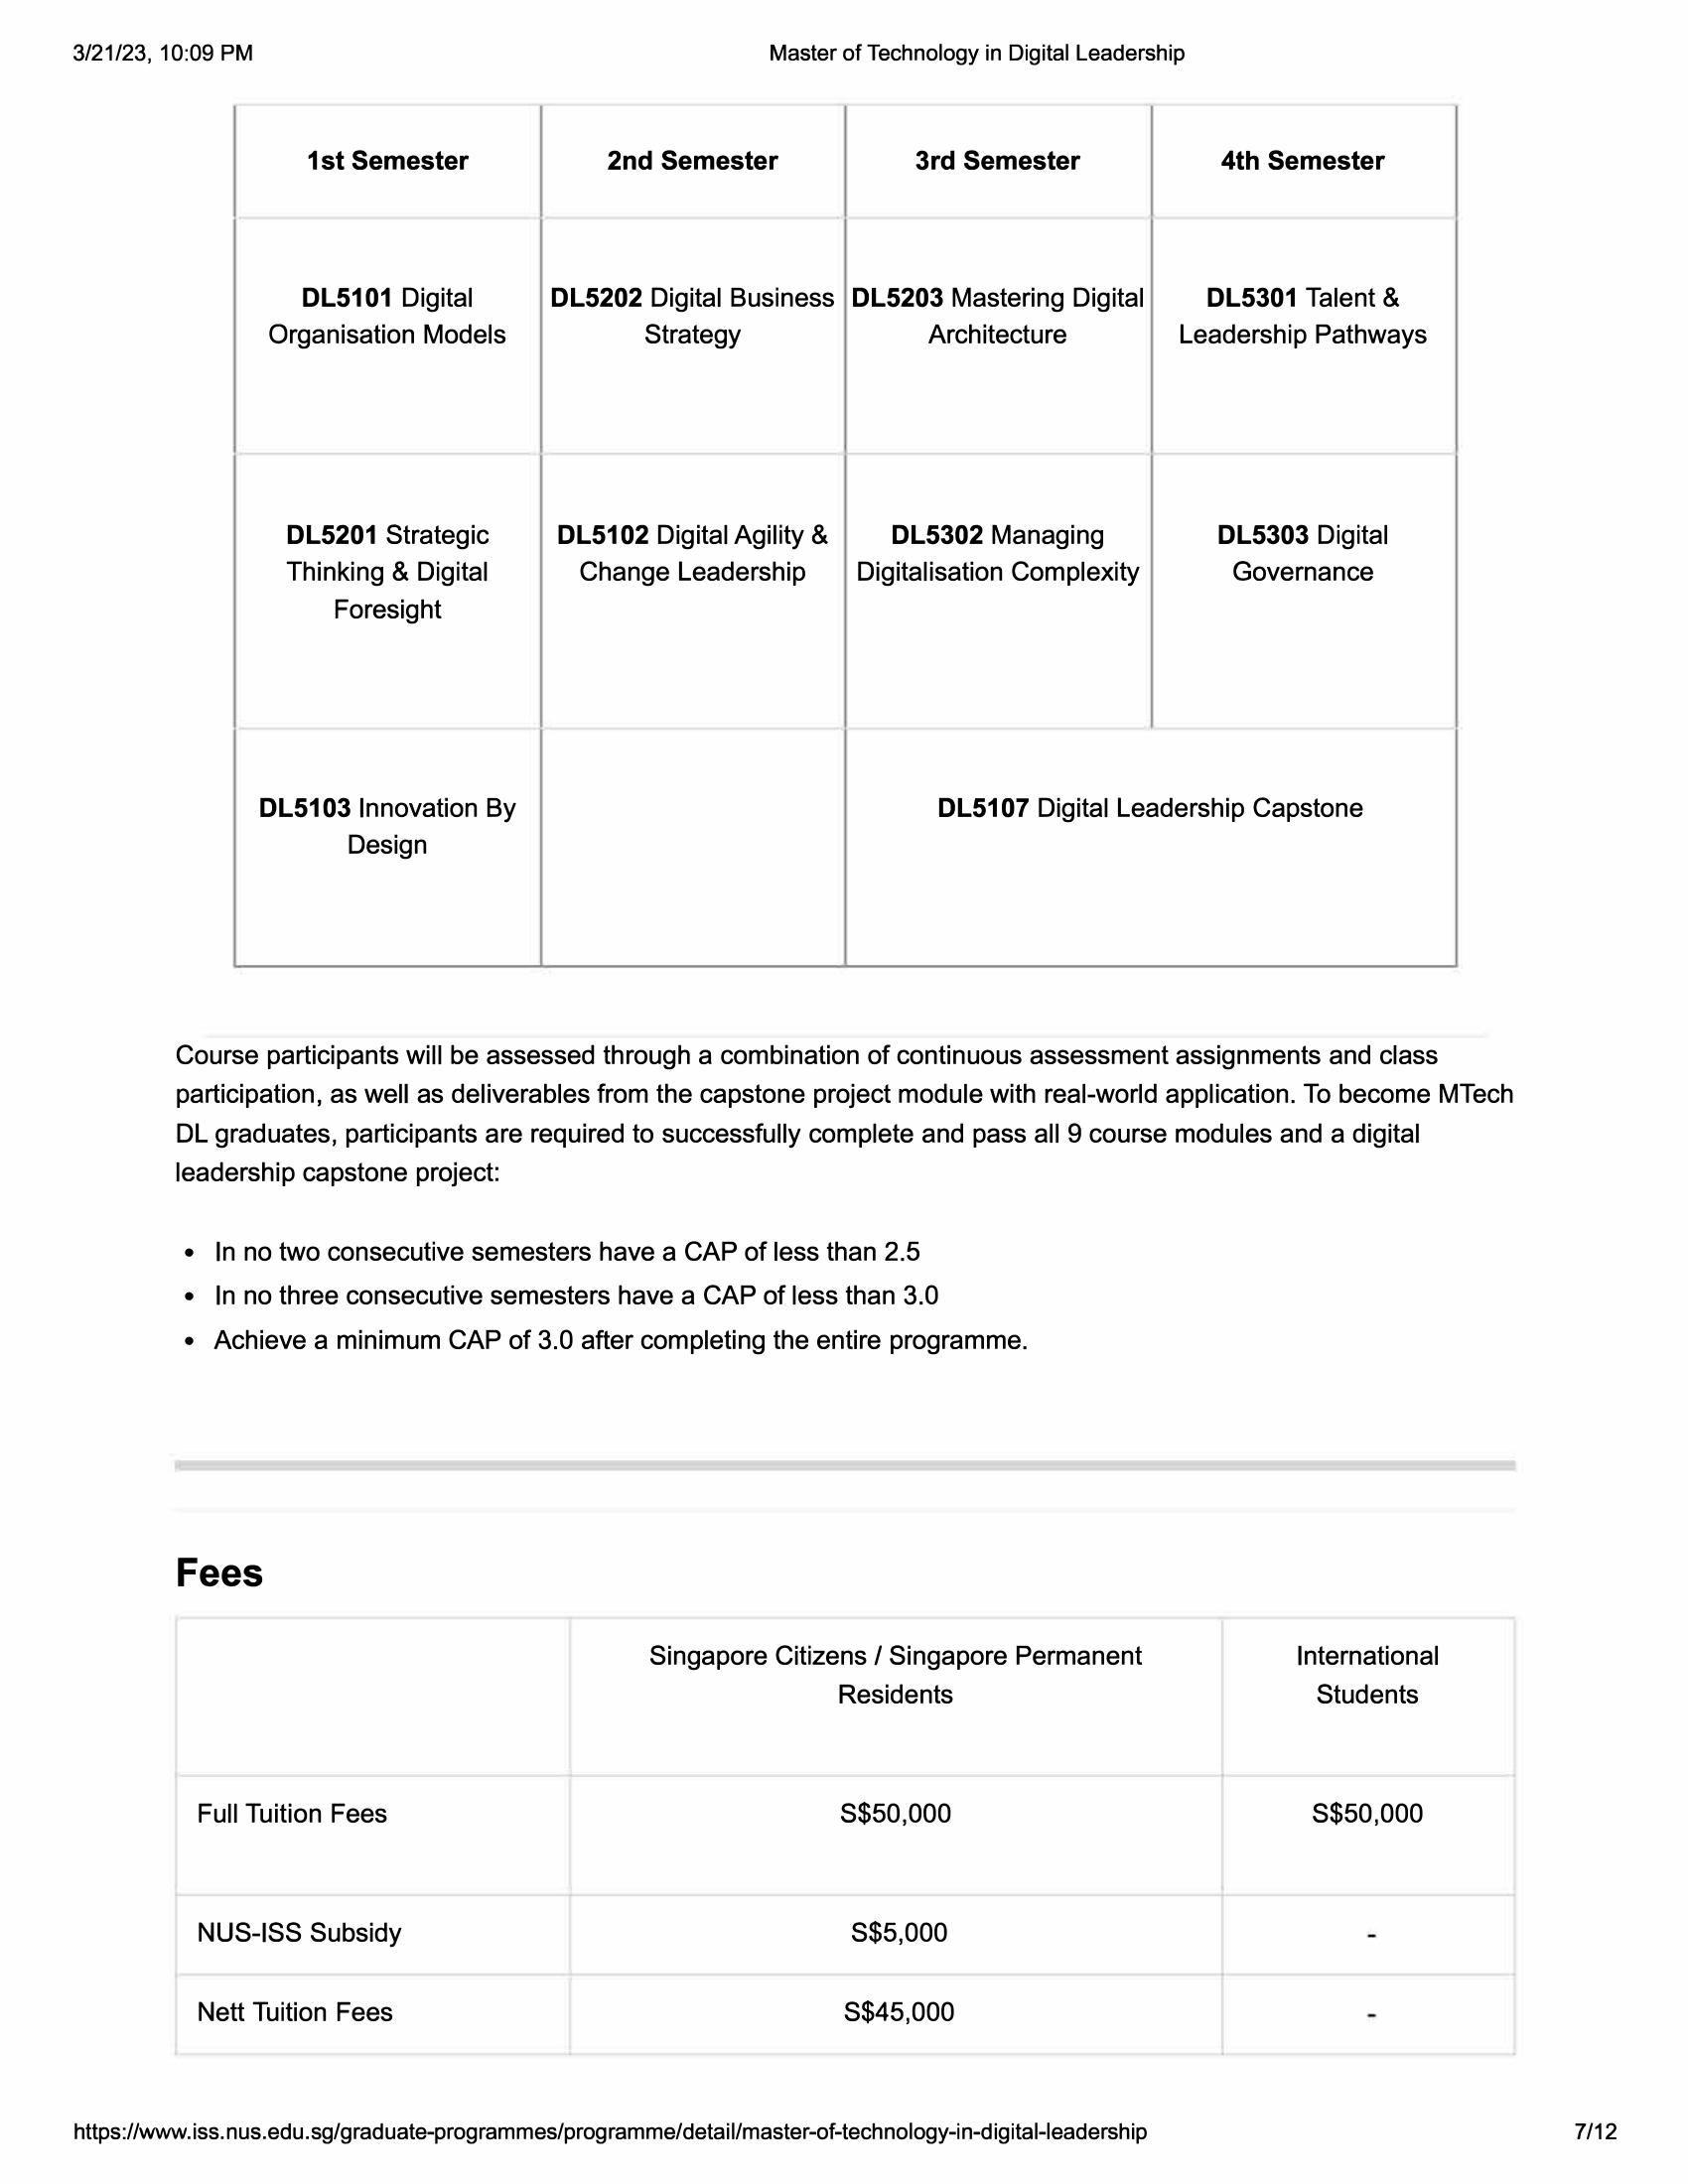 3/21/23, 10:09 PM
Master of Technology in Digital Leadership
1st Semester
2nd Semester
3rd Semester
4th Semester
DL5101 Digital
Organisation Models
DL5202 Digital Business
Strategy
DL5203 Mastering Digital
Architecture
DL5301 Talent &
Leadership Pathways
DL5201 Strategic
Thinking & Digital
Foresight
DL5102 Digital Agility &
Change Leadership
DL5302 Managing
Digitalisation Complexity
DL5303 Digital
Governance
DL5103 Innovation By
Design
DL5107 Digital Leadership Capstone
Course participants will be assessed through a combination of continuous assessment assignments and class
participation, as well as deliverables from the capstone project module with real-world application. To become MTech
DL graduates, participants are required to successfully complete and pass all 9 course modules and a digital
leadership capstone project:
• In no two consecutive semesters have a CAP of less than 2.5
• In no three consecutive semesters have a CAP of less than 3.0
• Achieve a minimum CAP of 3.0 after completing the entire programme.
Fees
Singapore Citizens / Singapore Permanent
Residents
International
Students
Full Tuition Fees
S$50,000
S$50,000
NUS-ISS Subsidy
S$5,000
-
Nett Tuition Fees
S$45,000
-
https://www.iss.nus.edu.sg/graduate-programmes/programme/detail/master-of-technology-in-digital-leadership
7/12